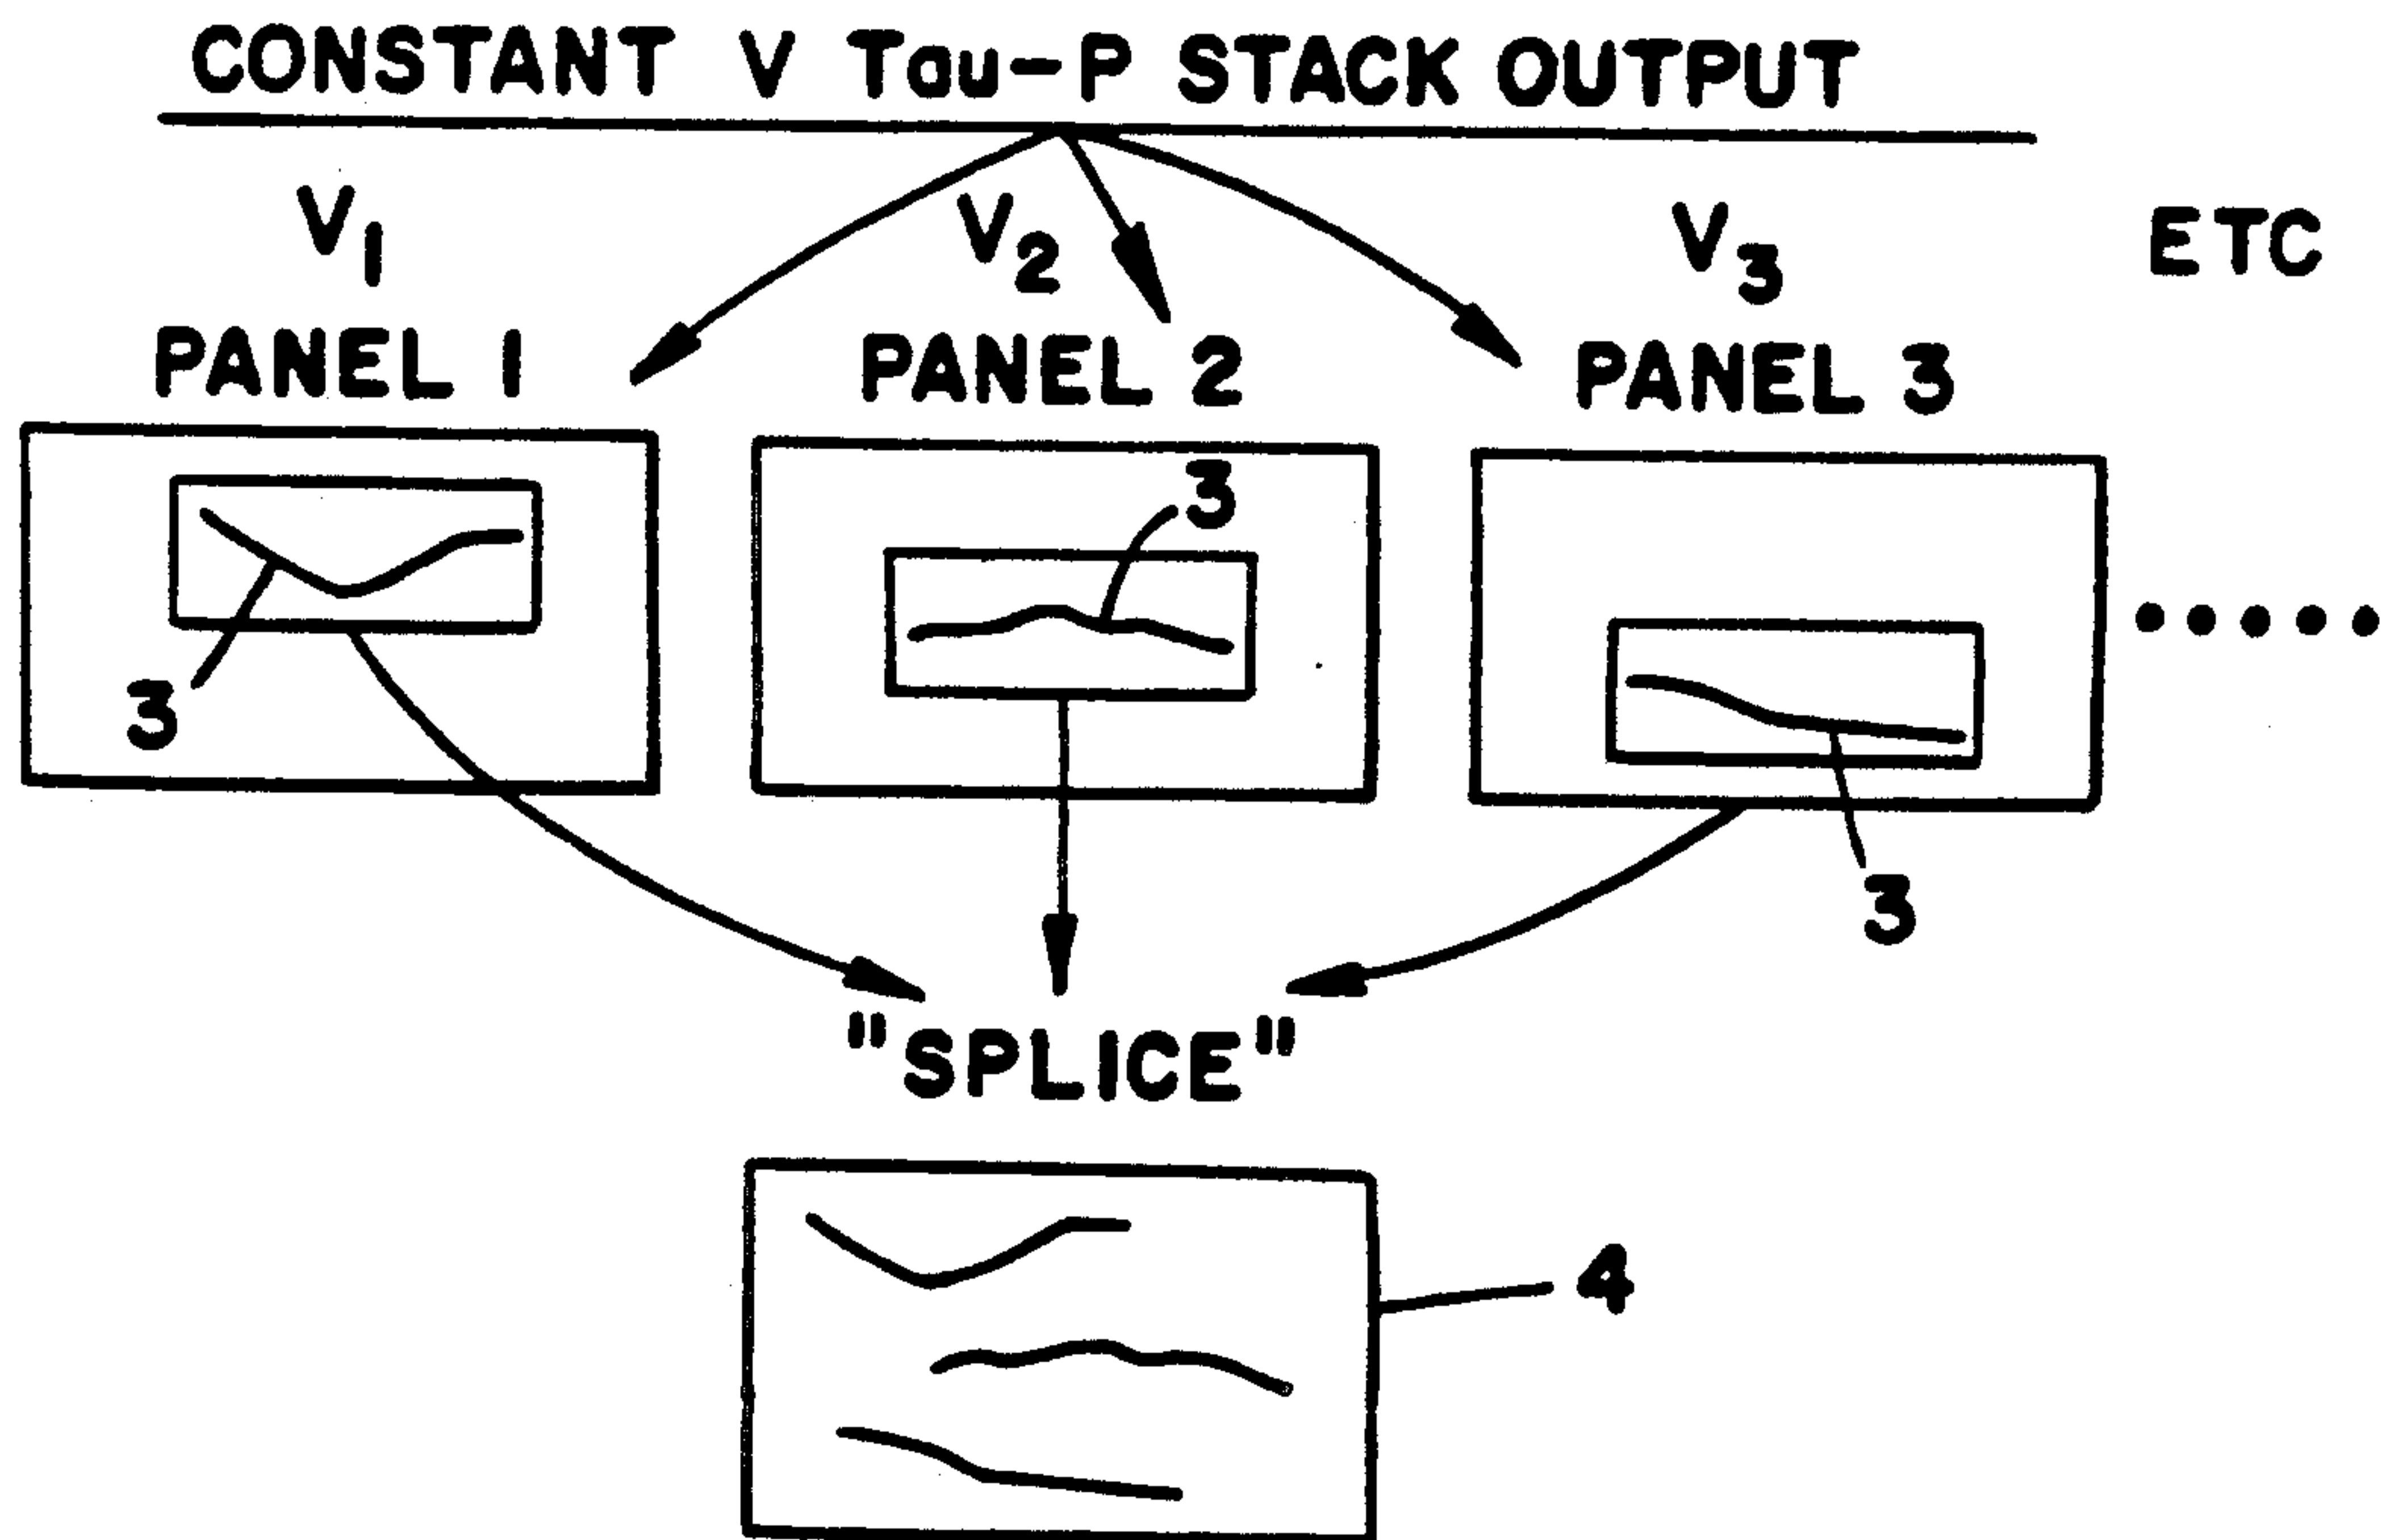 CONSTANT V Tau-P STACK OUTPUT
V1 V2 V3 ETC
PANEL 1 PANEL 2 PANEL 3
3
3
3
"SPLICE"
4